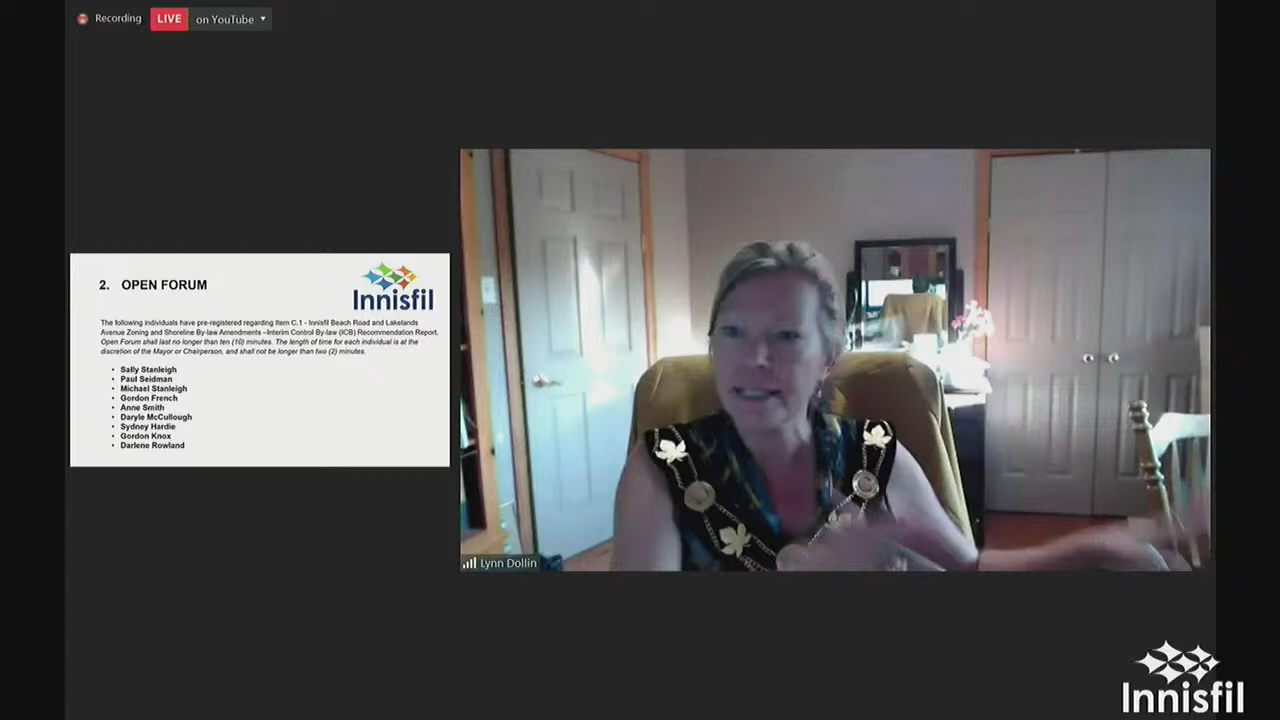 Recording
LIVE on YouTube
2. OPEN FORUM
Innisfil
The following individuals have pre-registered regarding Item C.1 - Innisfil Beach Road and Lakelands
Avenue Zoning and Shoreline By-law Amendments - Interim Control By-law (ICB) Recommendation Report.
Open Forum shall last no longer than ten (10) minutes. The length of time for each individual is at the
discretion of the Mayor or Chairperson, and shall not be longer than two (2) minutes.
• Sally Stanleigh
• Paul Seidman
• Michael Stanleigh
• Gordon French
• Anne Smith
• Daryle McCullough
• Sydney Hardie
• Gordon Knox
• Darlene Rowland
Lynn Dollin
Innisfil